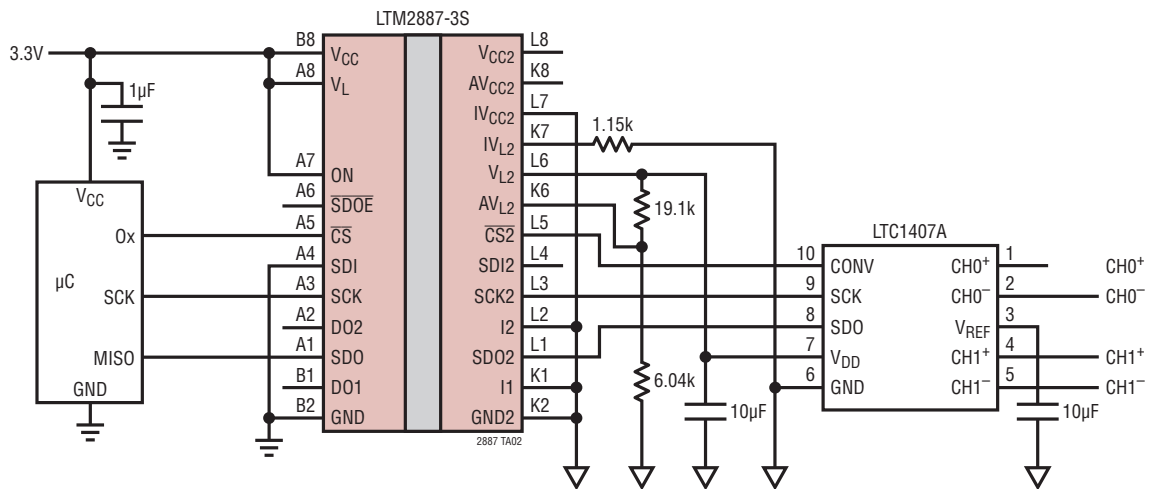 LTM2887-3S
3.3V
1µF
B8 VCC
A8 VL
A7 ON
A6 SDOE
A5 CS
A4 SDI
A3 SCK
A2 DO2
A1 SDO
B1 DO1
B2 GND
VCC2 L8
AVCC2 K8
IVCC2 L7
IVL2 K7
VL2 L6
AVL2 K6
CS2 L5
SDI2 L4
SCK2 L3
I2 L2
SDO2 L1
I1 K1
GND2 K2
2887 TA02
VCC
Ox
µC
SCK
MISO
GND
1.15k
19.1k
6.04k
10µF
LTC1407A
10 CONV
9 SCK
8 SDO
7 VDD
6 GND
CH0+ 1 CH0+
CH0– 2 CH0–
VREF 3
CH1+ 4 CH1+
CH1– 5 CH1–
10µF